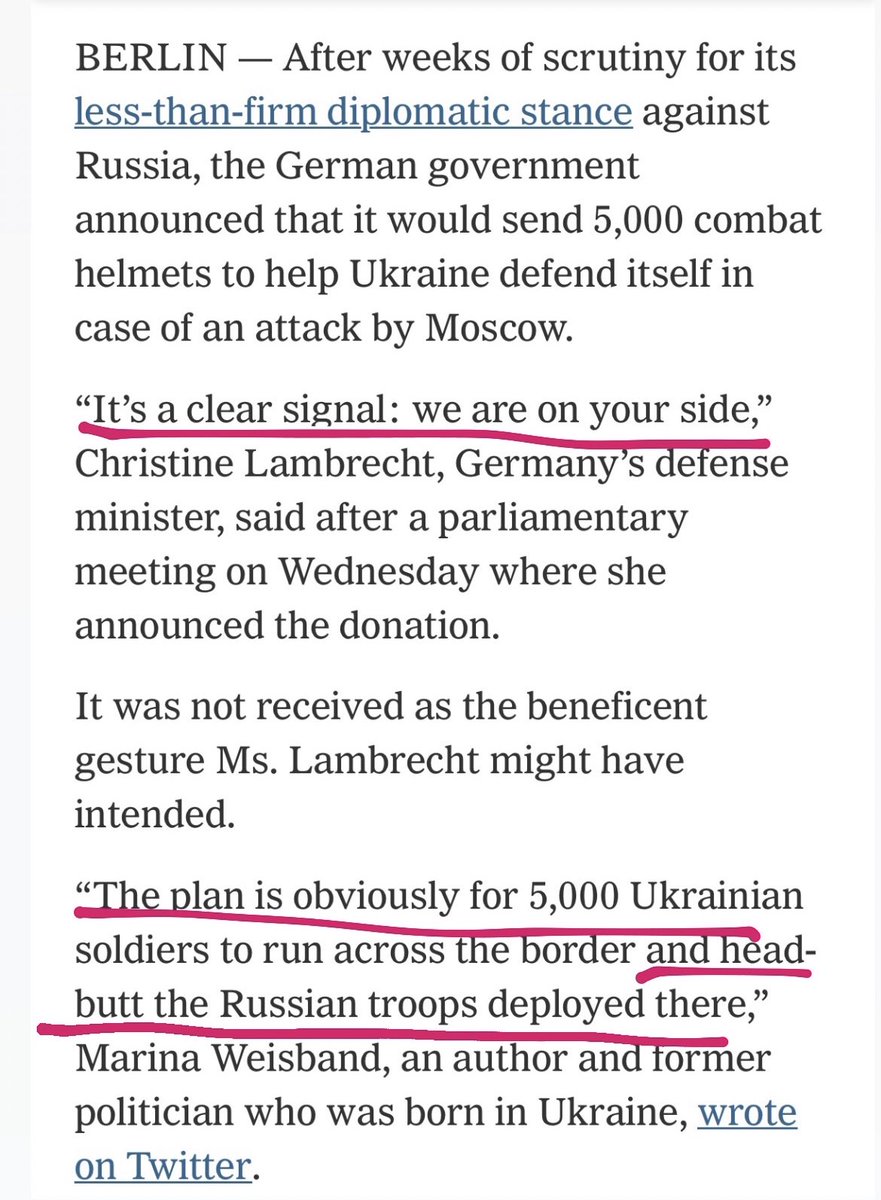 BERLIN — After weeks of scrutiny for its
less-than-firm diplomatic stance against
Russia, the German government
announced that it would send 5,000 combat
helmets to help Ukraine defend itself in
case of an attack by Moscow.
“It’s a clear signal: we are on your side,”
Christine Lambrecht, Germany’s defense
minister, said after a parliamentary
meeting on Wednesday where she
announced the donation.
It was not received as the beneficent
gesture Ms. Lambrecht might have
intended.
“The plan is obviously for 5,000 Ukrainian
soldiers to run across the border and head-
butt the Russian troops deployed there,”
Marina Weisband, an author and former
politician who was born in Ukraine, wrote
on Twitter.